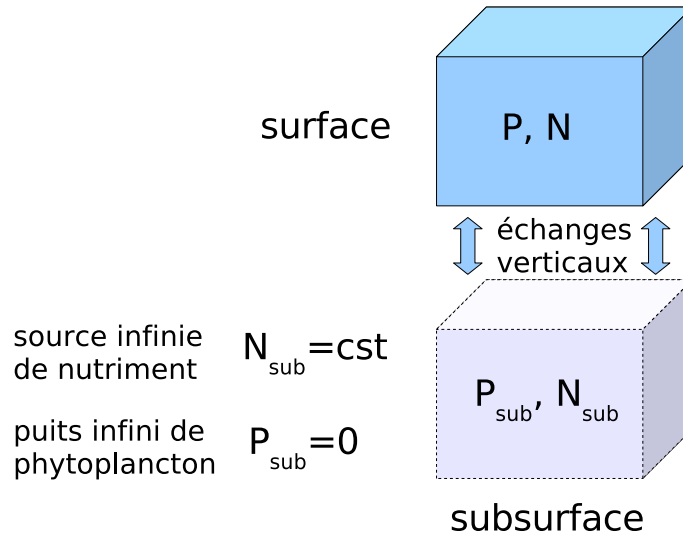 surface
P, N
échanges
verticaux
source infinie
de nutriment
N_sub=cst
P_sub, N_sub
puits infini de
phytoplancton
P_sub=0
subsurface